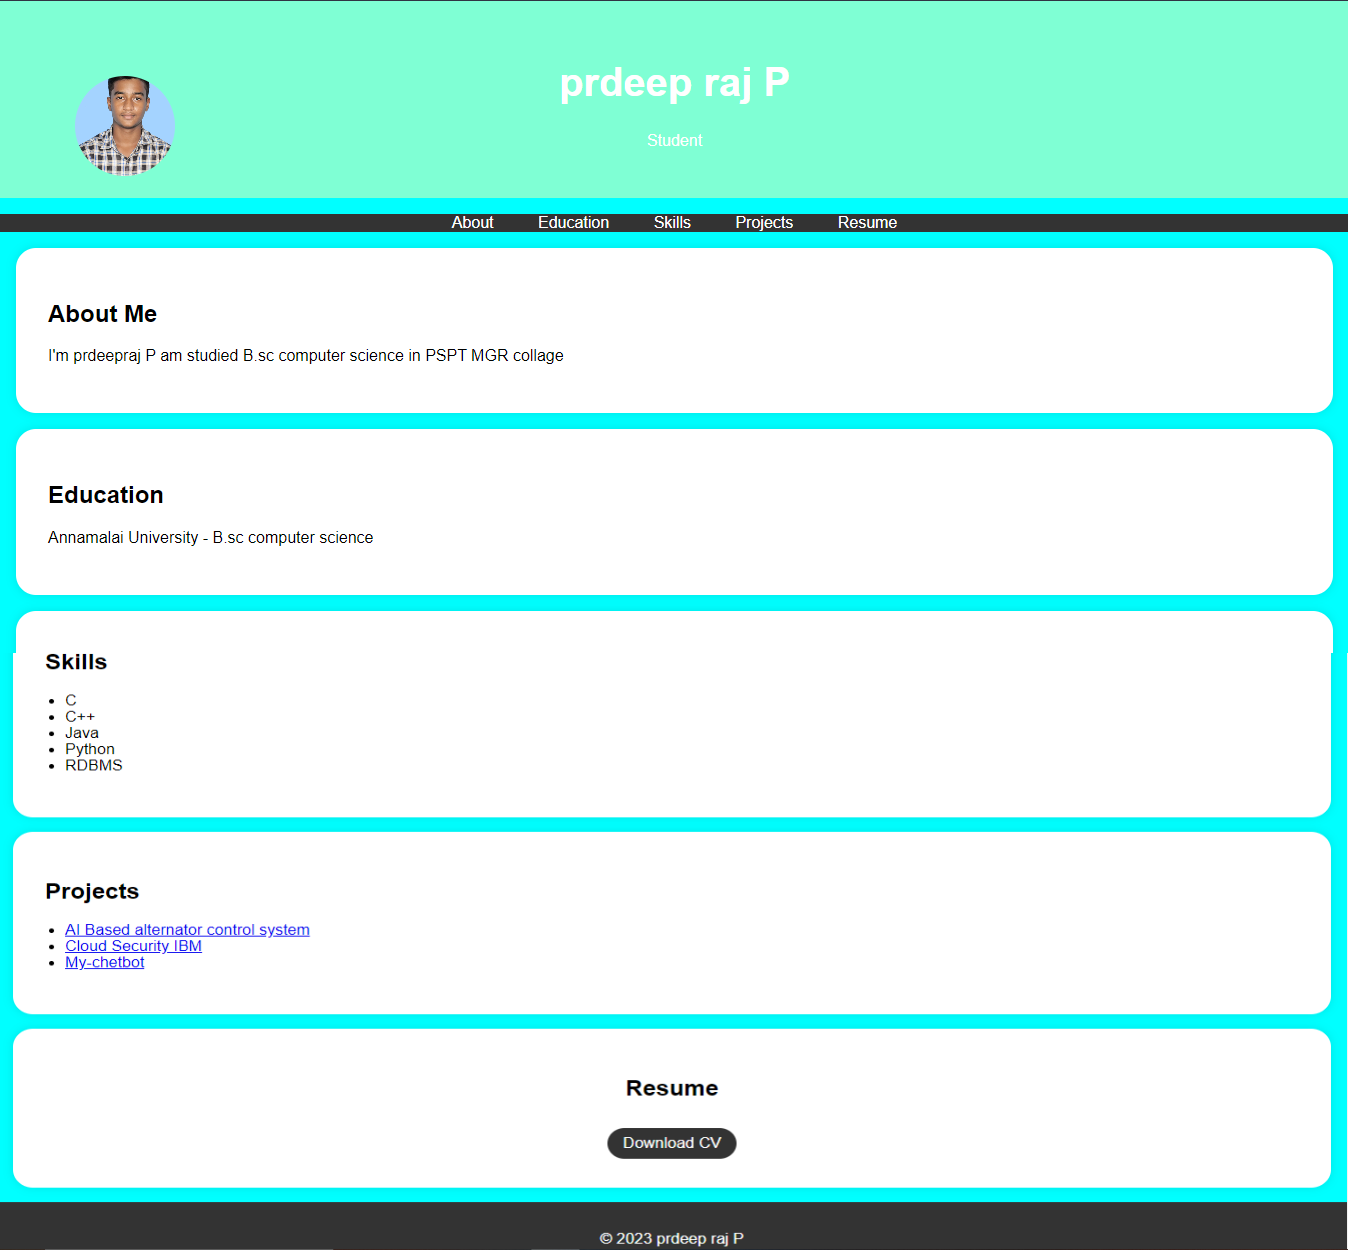 prdeep raj P
Student
About Education Skills Projects Resume
About Me
I'm prdeepraj P am studied B.sc computer science in PSPT MGR collage
Education
Annamalai University - B.sc computer science
Skills
C
C++
Java
Python
RDBMS
Projects
AI Based alternator control system
Cloud Security IBM
My-chetbot
Resume
Download CV
© 2023 prdeep raj P